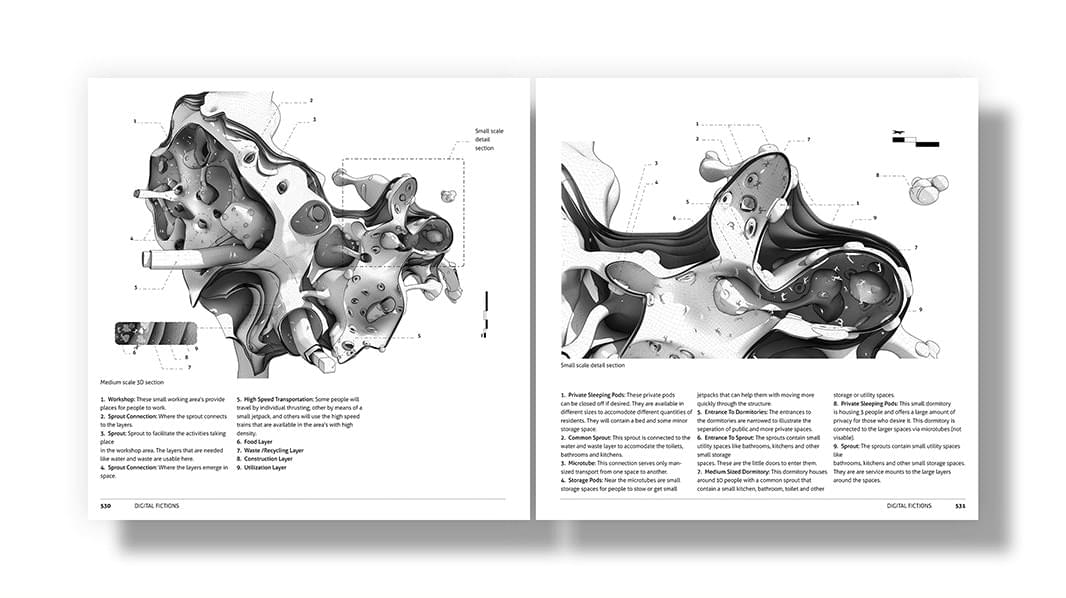 1
2
3
Small scale
detail
section
4
5
5
6
9
8
7
Medium scale 3D section
1. Workshop: These small working area's provide
places for people to work.
2. Sprout Connection: Where the sprout connects
to the layers.
3. Sprout: Sprout to facilitate the activities taking
place
in the workshop area. The layers that are needed
like water and waste are usable here.
4. Sprout Connection: Where the layers emerge in
space.
5. High Speed Transportation: Some people will
travel by individual thrusting, other by means of a
small jetpack, and others will use the high speed
trains that are available in the area's with high
density.
6. Food Layer
7. Waste /Recycling Layer
8. Construction Layer
9. Utilization Layer
530
DIGITAL FICTIONS
1
2
7
3
4
8
5
1
6
9
7
9
Small scale detail section
1. Private Sleeping Pods: These private pods
can be closed off if desired. They are available in
different sizes to accomodote different quantities of
residents. They will contain a bed and some minor
storage space.
2. Common Sprout: This sprout is connected to the
water and waste layer to accomodate the toilets,
bathrooms and kitchens.
3. Microtube: This connection serves only man-
sized transport from one space to another.
4. Storage Pods: Near the microtubes are small
storage spaces for people to stow or get small
jetpacks that can help them with moving more
quickly through the structure.
5. Entrance To Dormitories: The entrances to
the dormitories are narrowed to illustrate the
seperation of public and more private spaces.
6. Entrance To Sprout: The sprouts contain small
utility spaces like bathrooms, kitchens and other
small storage
spaces. These are the little doors to enter them.
7. Medium Sized Dormitory: This dormitory houses
around 30 people with a common sprout that
contain a small kitchen, bathroom, toilet and other
storage or utility spaces.
8. Private Sleeping Pods: This small dormitory
is housing 3 people and offers a large amount of
privacy for those who desire it. This dormitory is
connected to the larger spaces via microtubes (not
visable).
9. Sprout: The sprouts contain small utility spaces
like
bathrooms, kitchens and other small storage spaces.
They are are service mounts to the large layers
around the spaces.
DIGITAL FICTIONS
531